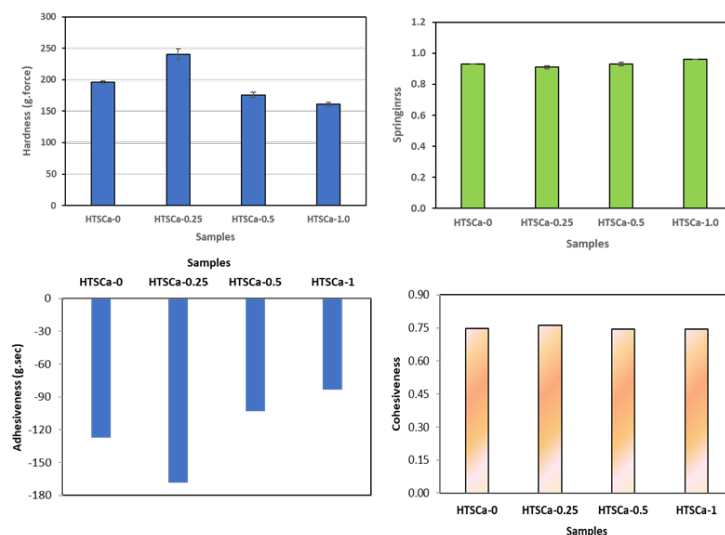 300
250
200
150
100
50
0
Hardness (g.force)
HTSCa-0 HTSCa-0.25 HTSCa-0.5 HTSCa-1.0
Samples
1.2
1.0
0.8
0.6
0.4
0.2
0.0
Springinrss
HTSCa-0 HTSCa-0.25 HTSCa-0.5 HTSCa-1.0
Samples
Samples
HTSCa-0 HTSCa-0.25 HTSCa-0.5 HTSCa-1
0
-30
-60
-90
-120
-150
-180
Adhesiveness (g.sec)
0.90
0.75
0.60
0.45
0.30
0.15
0.00
Cohesiveness
HTSCa-0 HTSCa-0.25 HTSCa-0.5 HTSCa-1
Samples